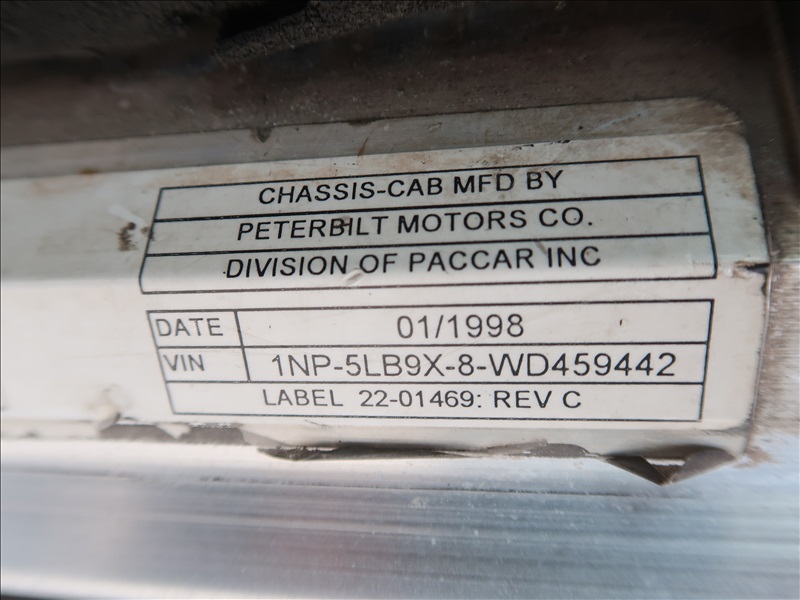 CHASSIS-CAB MFD BY
PETERBILT MOTORS CO.
DIVISION OF PACCAR INC
DATE 01/1998
VIN 1NP-5LB9X-8-WD459442
LABEL 22-01469: REV C